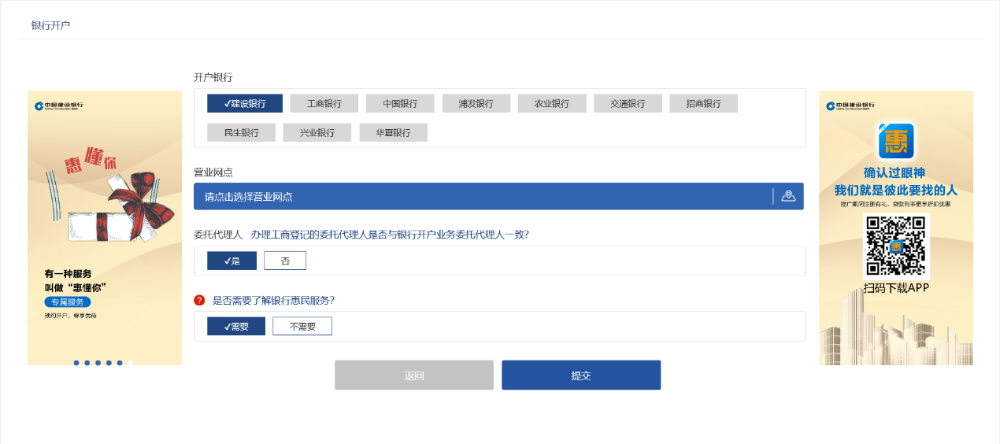 银行开户
开户银行
✓建设银行 工商银行 中国银行 浦发银行 农业银行 交通银行 招商银行
民生银行 兴业银行 华夏银行
营业网点
请点击选择营业网点
委托代理人 办理工商登记的委托代理人是否与银行开户业务委托代理人一致?
✓是 否
? 是否需要了解银行惠民服务?
✓需要 不需要
返回 提交
中国建设银行
China Construction Bank
惠懂你
有一种服务
叫做“惠懂你”
专属服务
预约开户，尊享优待
中国建设银行
China Construction Bank
惠
确认过眼神
我们就是彼此要找的人
推广期间注册有礼，贷款利率更享折扣优惠
惠
扫码下载APP